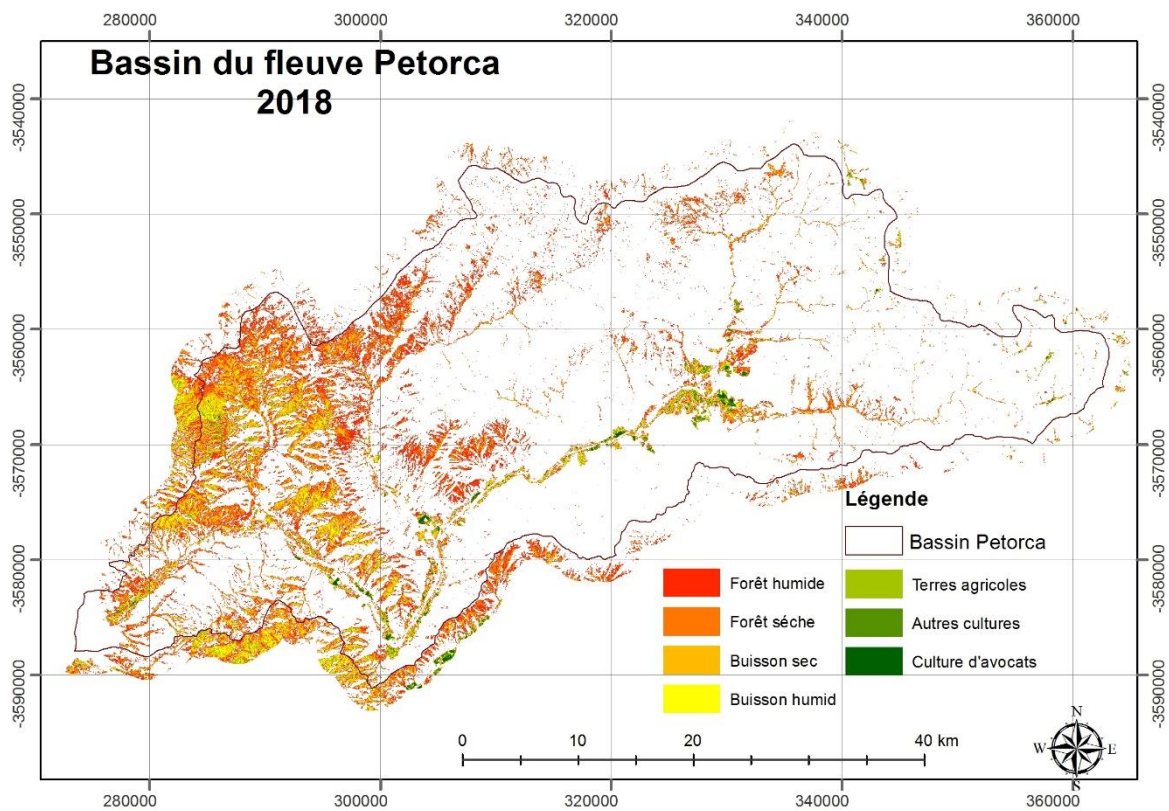 280000 300000 320000 340000 360000
Bassin du fleuve Petorca
2018
-3540000 -3540000
-3550000 -3550000
-3560000 -3560000
-3570000 -3570000
-3580000 -3580000
-3590000 -3590000
Légende
Bassin Petorca
Forêt humide
Forêt séche
Buisson sec
Buisson humid
Terres agricoles
Autres cultures
Culture d'avocats
0 10 20 40 km
N
W E
S
280000 300000 320000 340000 360000